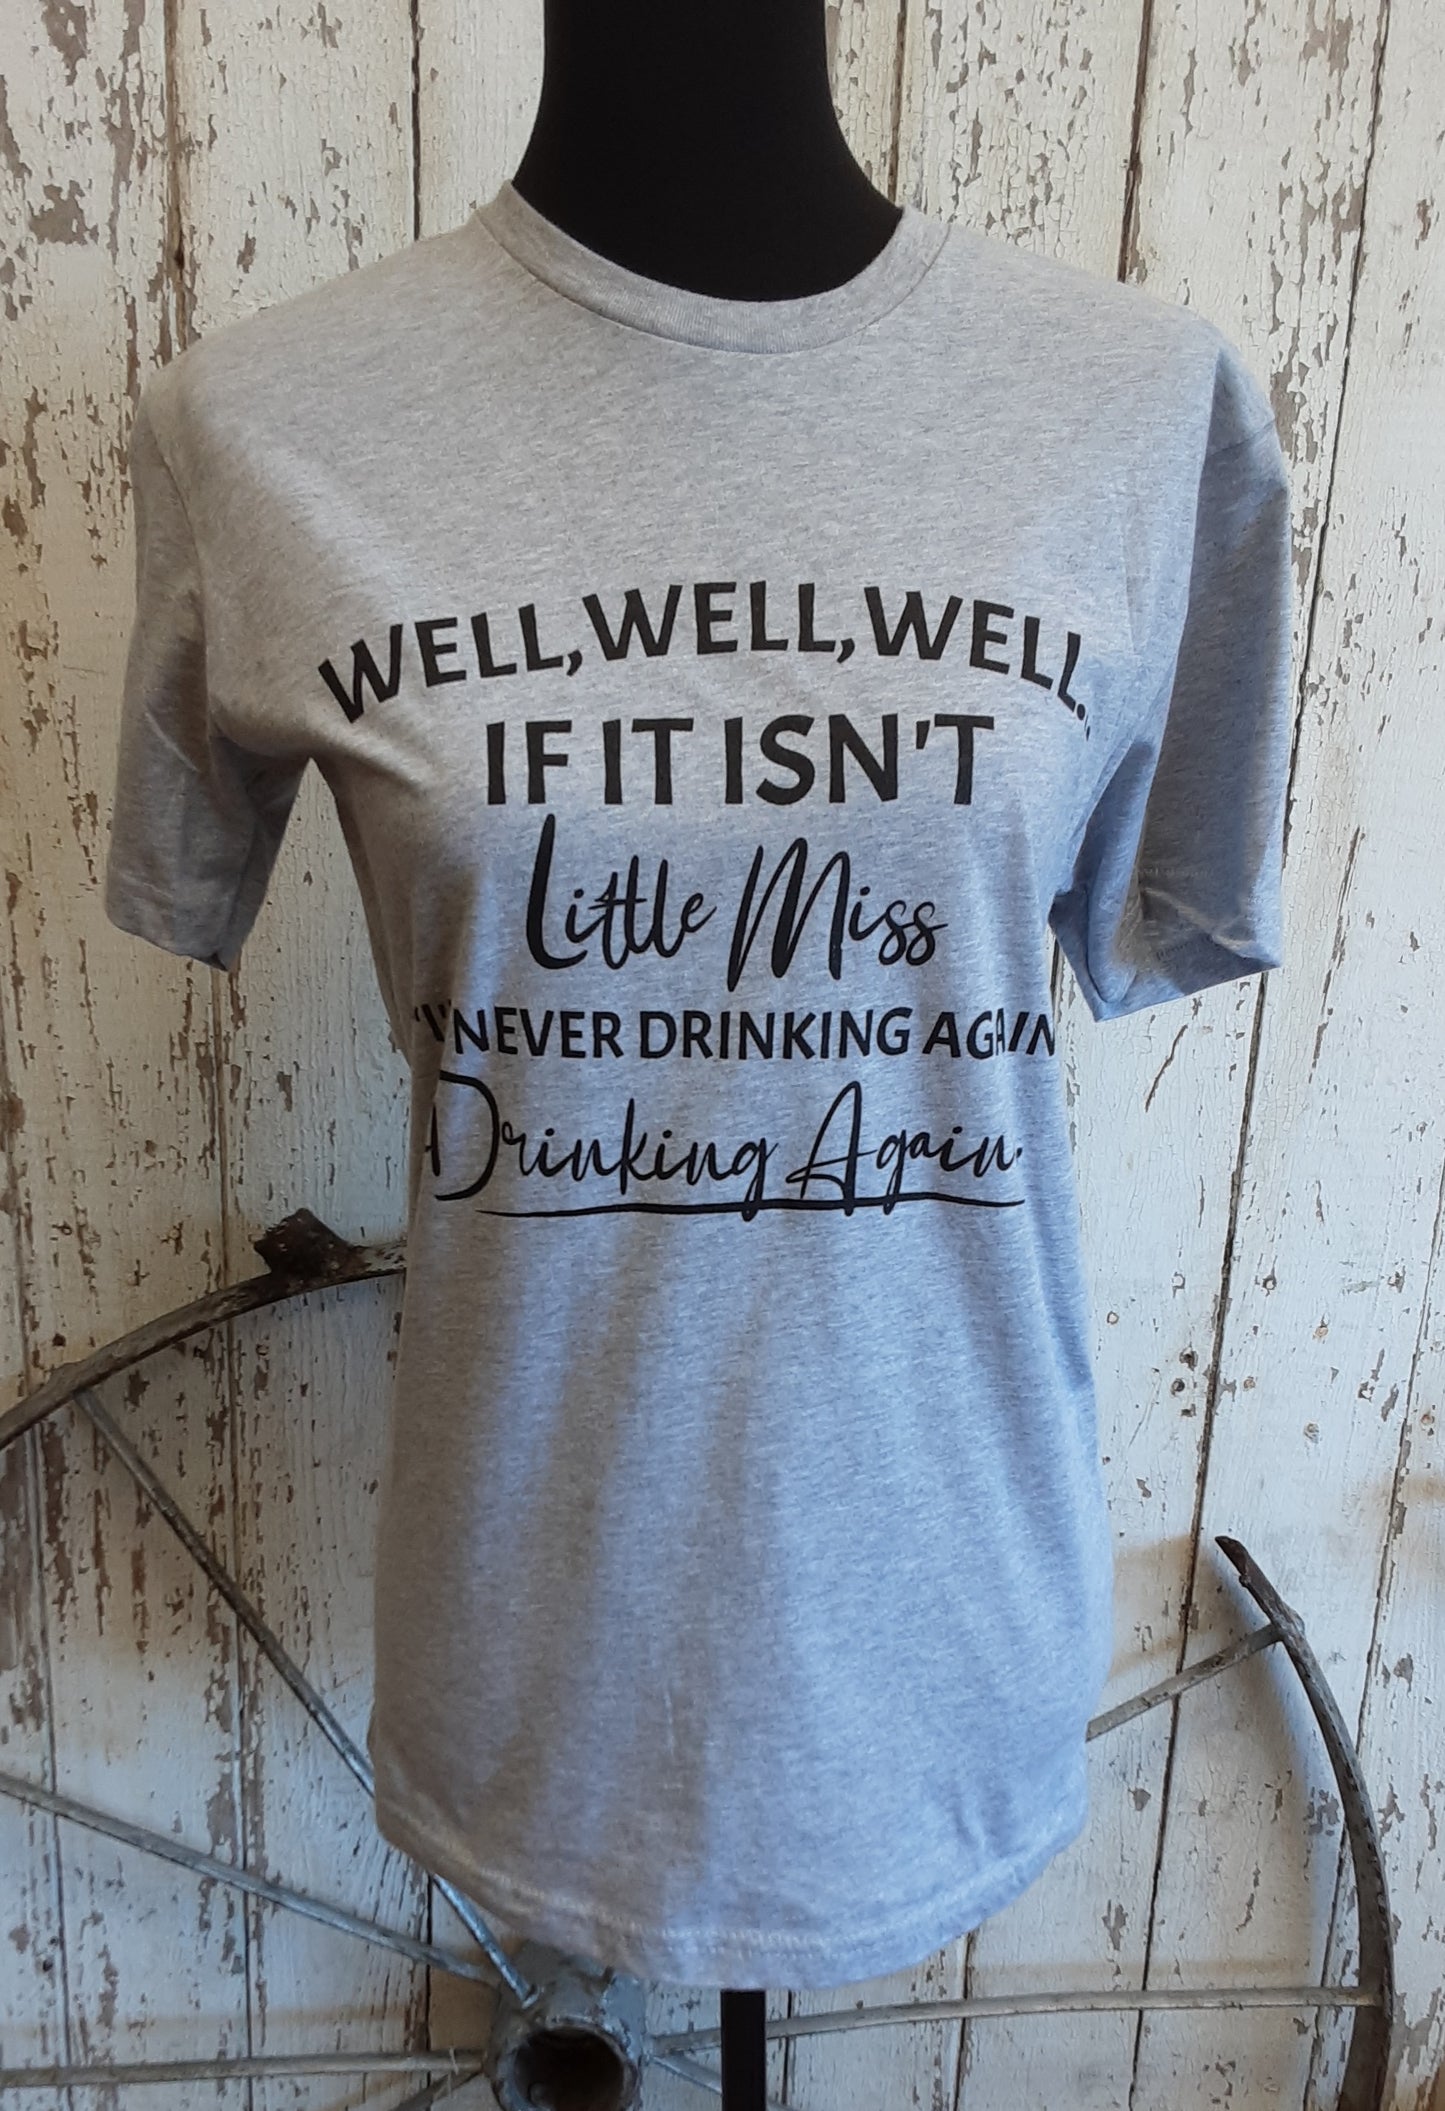 WELL, WELL, WELL..
IF IT ISN'T
Little Miss
NEVER DRINKING AGAIN
Drinking Again.